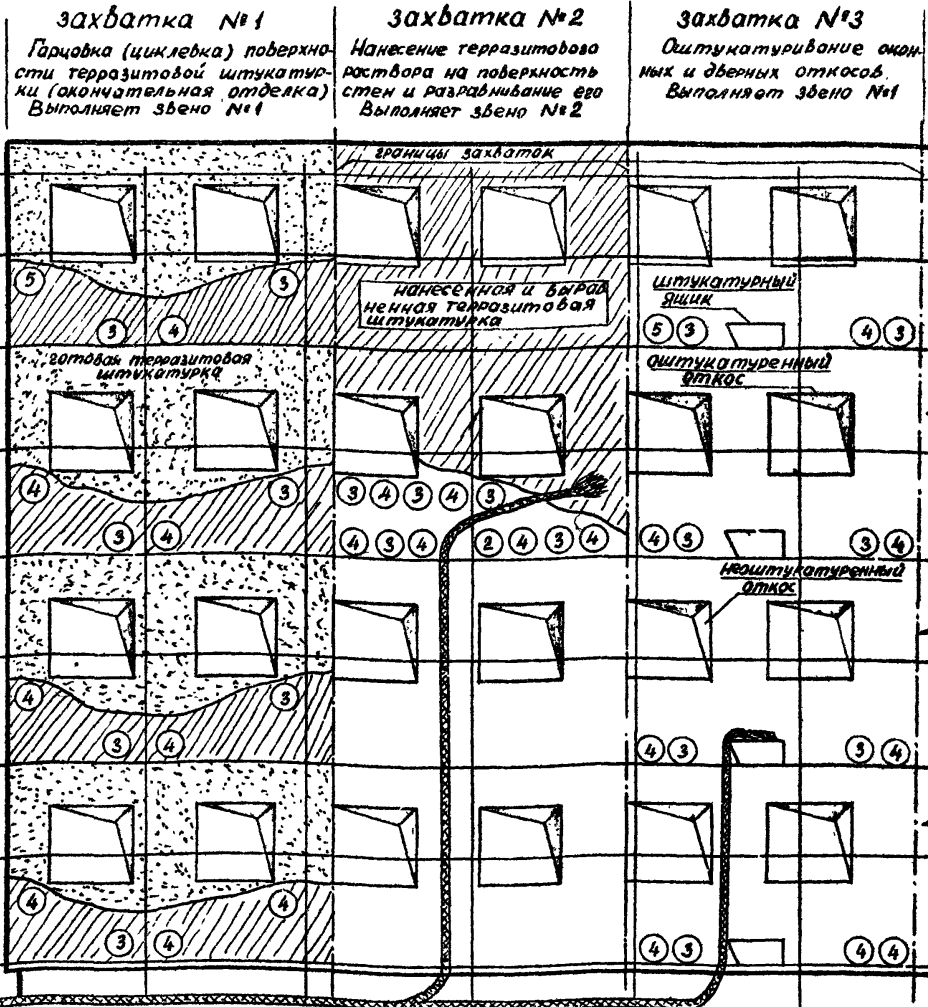 захватка №1
Гарцовка (циклевка) поверхно-
сти терразитовой штукатур-
ки (окончательная отделка)
Выполняет звено №1
захватка №2
Нанесение терразитового
раствора на поверхность
стен и разравнивание его
Выполняет звено №2
захватка №3
Оштукатуривание окон-
ных и дверных откосов.
Выполняет звено №1
границы захваток
5 3
3 4
нанесенная и вырав
ненная терразитовая
штукатурка
штукатурный
ящик
5 3 4 3
готовая терразитовая
штукатурка
оштукатуренный
откос
4 3
3 4
3 4 3 4 3
4 3 4 2 4 3 4
4 3 3 4
неоштукатуренный
откос
4 3
3 4
4 3 3 4
4 4
3 4
4 3 4 4